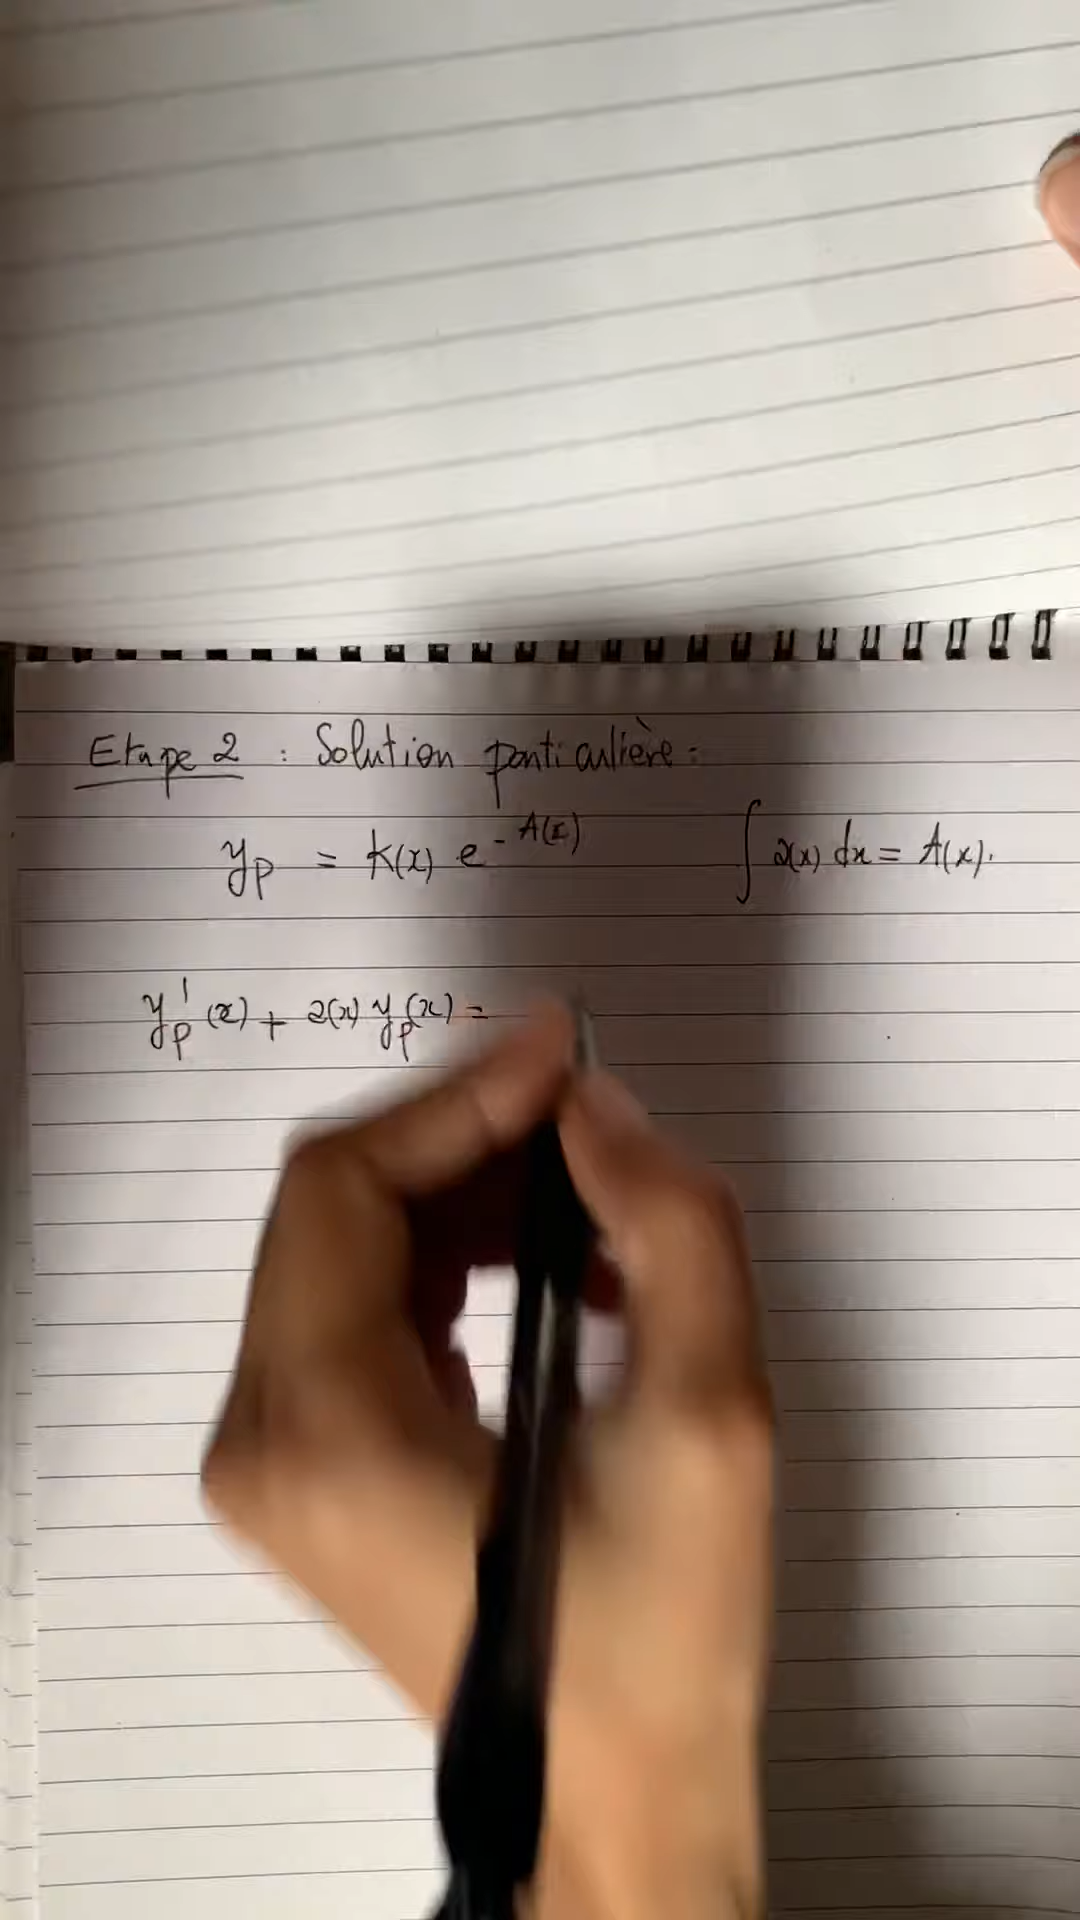 Etape 2 : Solution particulière :
yp = K(x) e^-A(x) ∫ a(x) dx = A(x).
yp'(x) + a(x) yp(x) =